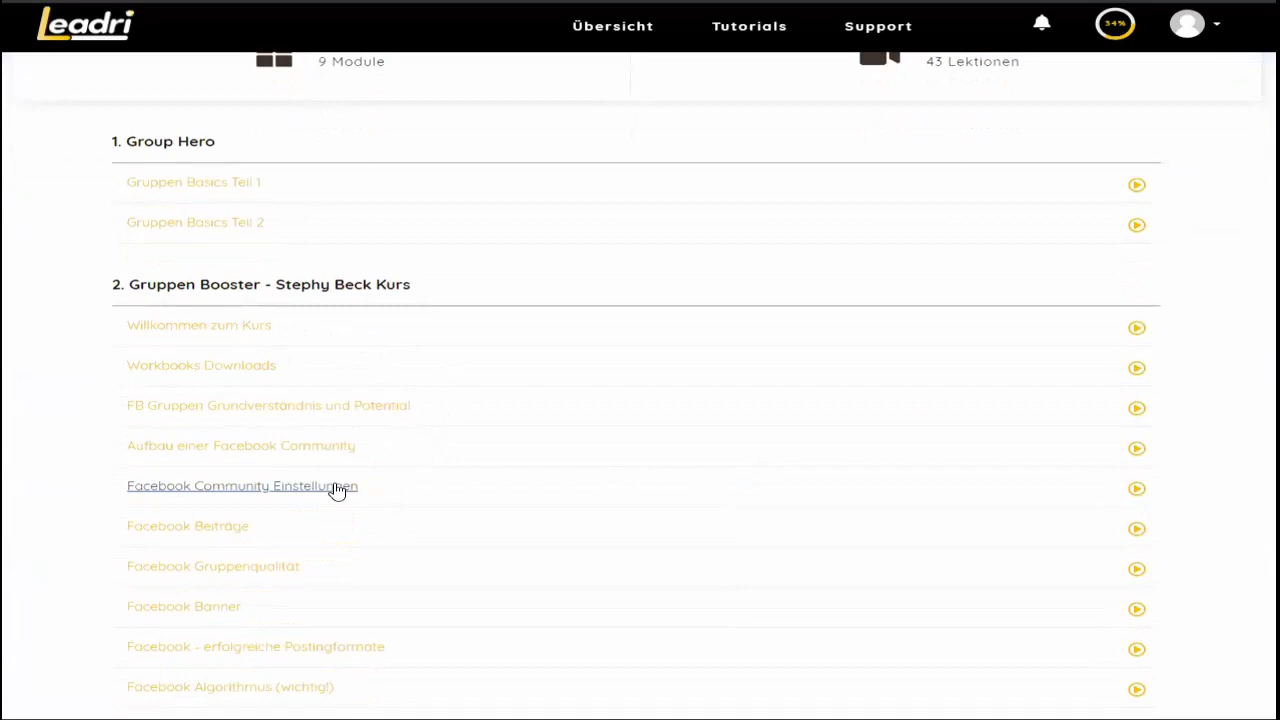 Leadri
Übersicht
Tutorials
Support
34%
9 Module
43 Lektionen
1. Group Hero
Gruppen Basics Teil 1
Gruppen Basics Teil 2
2. Gruppen Booster - Stephy Beck Kurs
Willkommen zum Kurs
Workbooks Downloads
FB Gruppen Grundverständnis und Potential
Aufbau einer Facebook Community
Facebook Community Einstellungen
Facebook Beiträge
Facebook Gruppenqualität
Facebook Banner
Facebook - erfolgreiche Postingformate
Facebook Algorithmus (wichtig!)